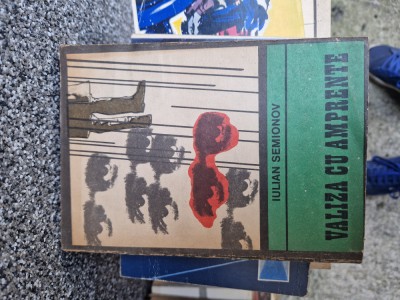 IULIAN SEMIONOV
VALIZA CU AMPRENTE